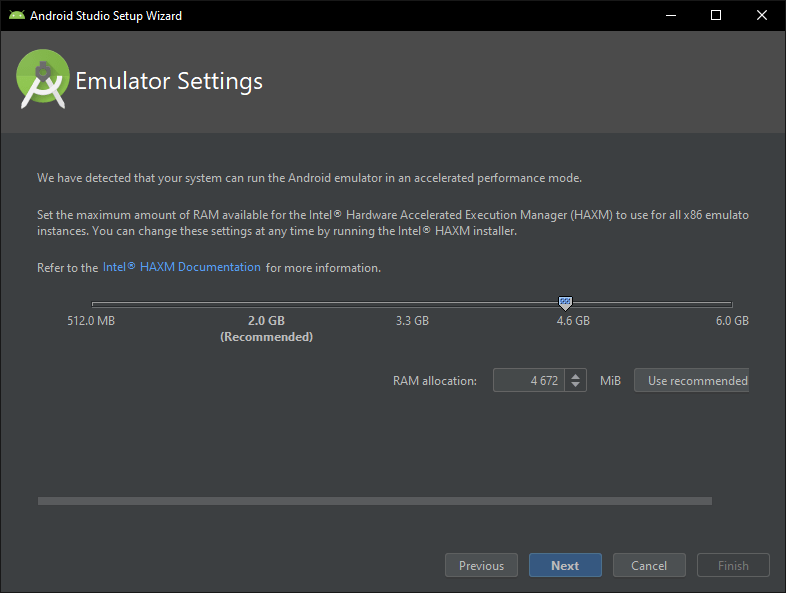 Android Studio Setup Wizard
Emulator Settings
We have detected that your system can run the Android emulator in an accelerated performance mode.
Set the maximum amount of RAM available for the Intel® Hardware Accelerated Execution Manager (HAXM) to use for all x86 emulato
instances. You can change these settings at any time by running the Intel® HAXM installer.
Refer to the Intel® HAXM Documentation for more information.
512.0 MB 2.0 GB 3.3 GB 4.6 GB 6.0 GB
(Recommended)
RAM allocation: 4 672 MiB Use recommended
Previous Next Cancel Finish